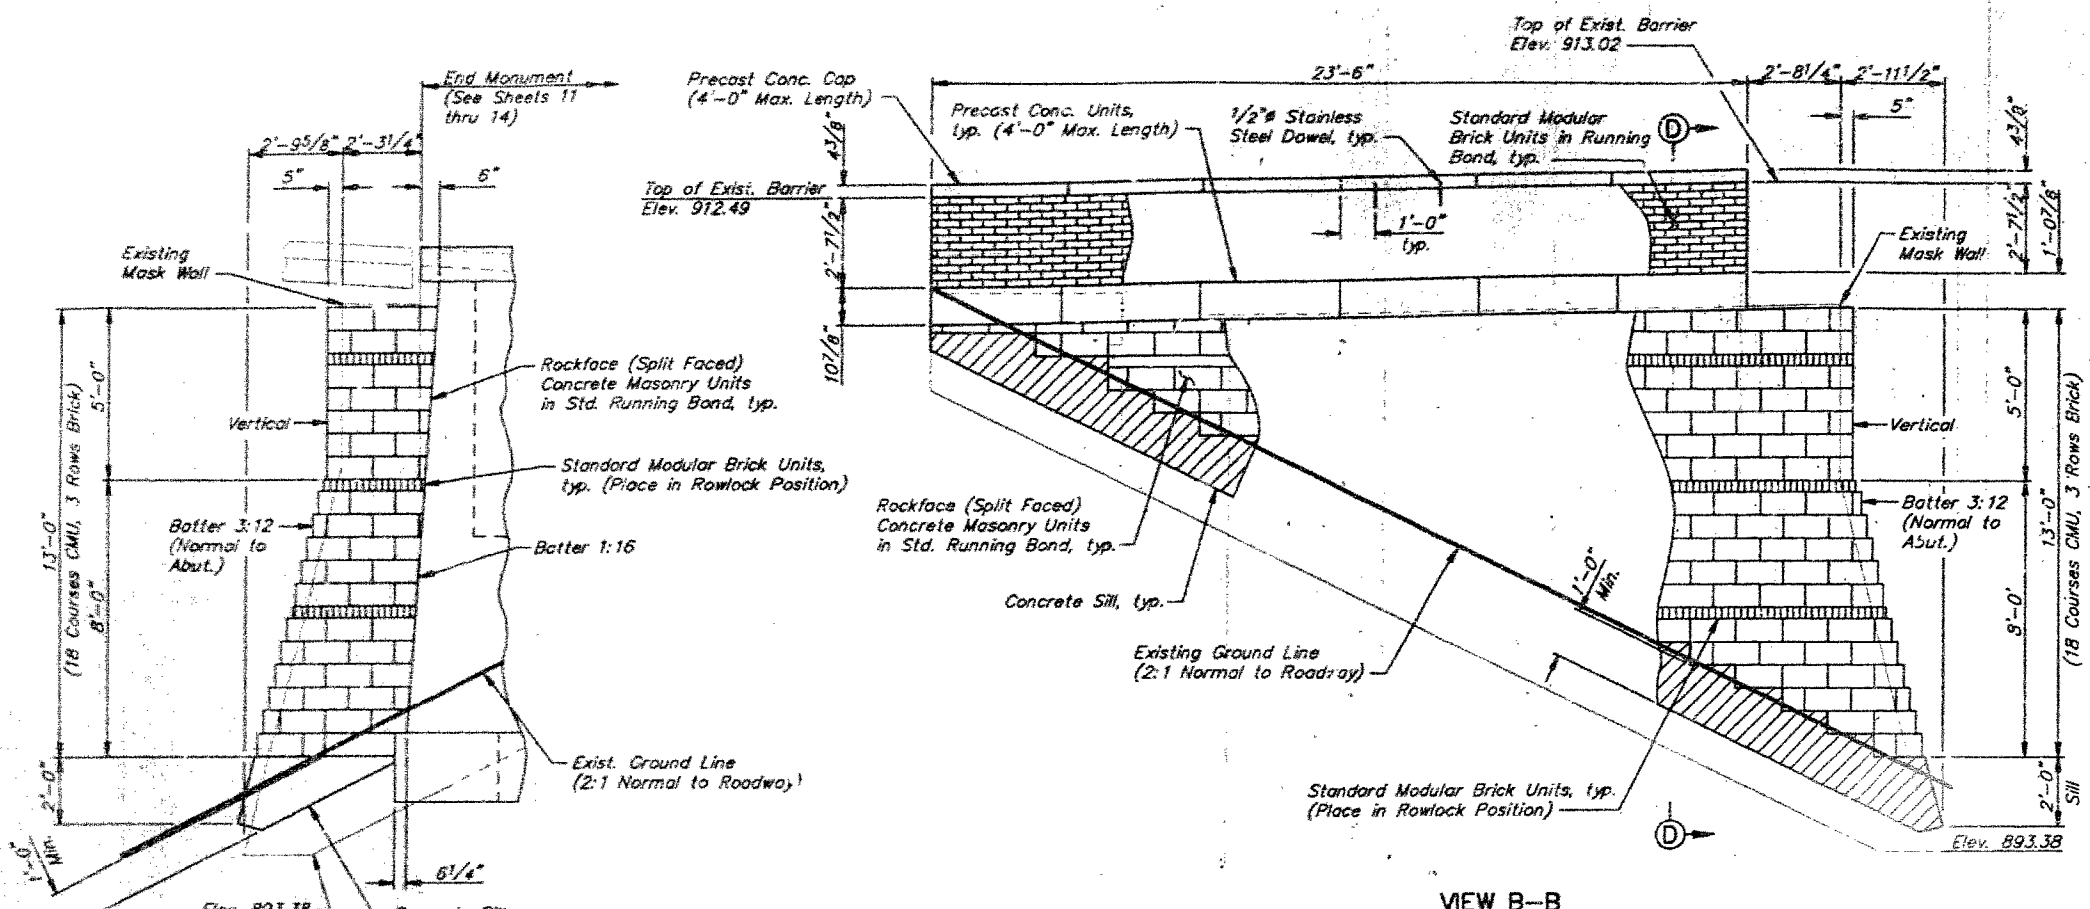 End Monument
(See Sheets 11
thru 14)
2'-9 5/8"
2'-3 1/4"
5"
6"
Existing
Mask Wall
Rockface (Split Faced)
Concrete Masonry Units
in Std. Running Bond, typ.
Vertical
Standard Modular Brick Units,
typ. (Place in Rowlock Position)
Batter 3:12
(Normal to
Abut.)
Batter 1:16
5'-0"
8'-0"
13'-0"
(18 Courses CMU, 3 Rows Brick)
2'-0"
Exist. Ground Line
(2:1 Normal to Roadway)
1'-0"
Min.
6 1/4"
Elev. 893.38
Precast Conc. Cap
(4'-0" Max. Length)
Top of Exist. Barrier
Elev. 912.49
4 3/8"
2'-7 1/2"
10 7/8"
23'-6"
Precast Conc. Units,
typ. (4'-0" Max. Length)
1/2"ø Stainless
Steel Dowel, typ.
Standard Modular
Brick Units in Running
Bond, typ.
D
Top of Exist. Barrier
Elev. 913.02
2'-8 1/4"
2'-11 1/2"
5"
4 3/8"
2'-7 1/2"
1'-0 7/8"
1'-0"
typ.
Existing
Mask Wall
Rockface (Split Faced)
Concrete Masonry Units
in Std. Running Bond, typ.
Concrete Sill, typ.
Existing Ground Line
(2:1 Normal to Roadway)
1'-0"
Min.
Vertical
Batter 3:12
(Normal to
Abut.)
5'-0"
8'-0"
13'-0"
(18 Courses CMU, 3 Rows Brick)
2'-0"
Sill
Standard Modular Brick Units, typ.
(Place in Rowlock Position)
D
Elev. 893.38
VIEW B-B